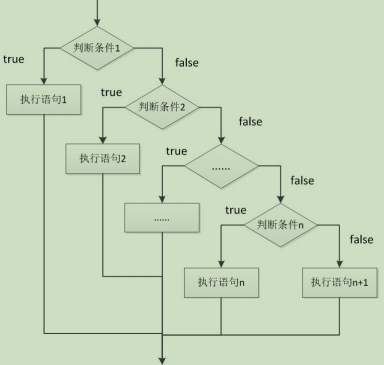 判断条件1
true
false
执行语句1
判断条件2
true
false
执行语句2
......
true
false
......
判断条件n
true
false
执行语句n
执行语句n+1